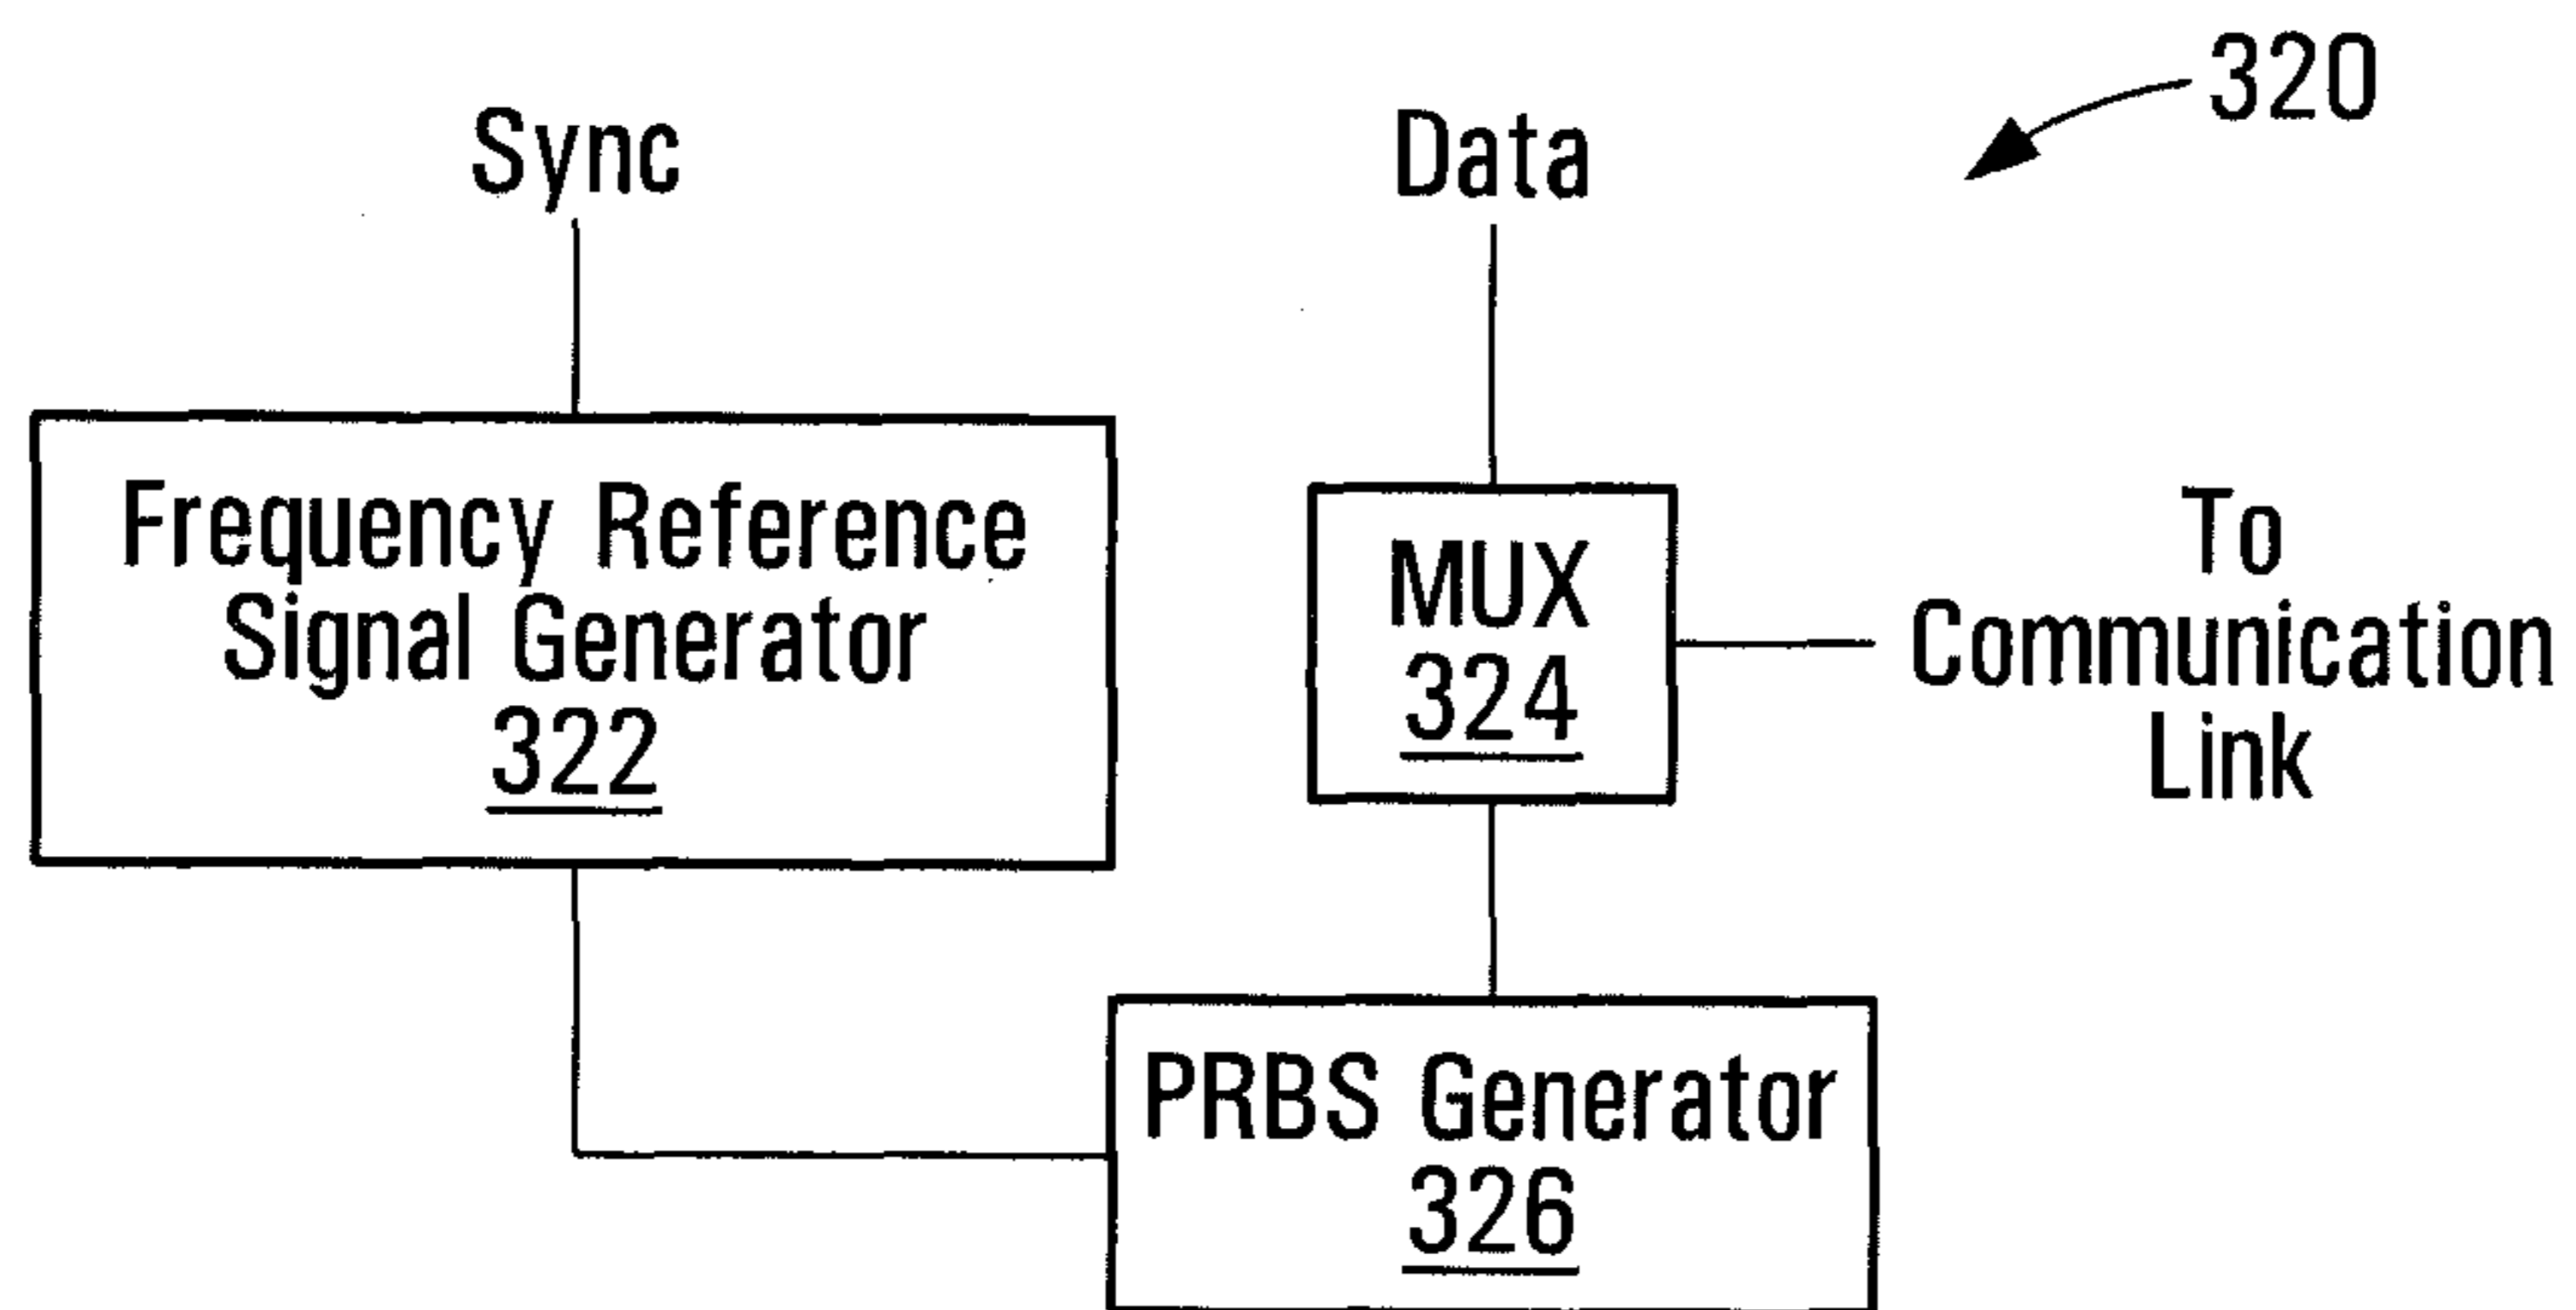 320
Sync
Data
Frequency Reference
Signal Generator
322
MUX
324
To
Communication
Link
PRBS Generator
326